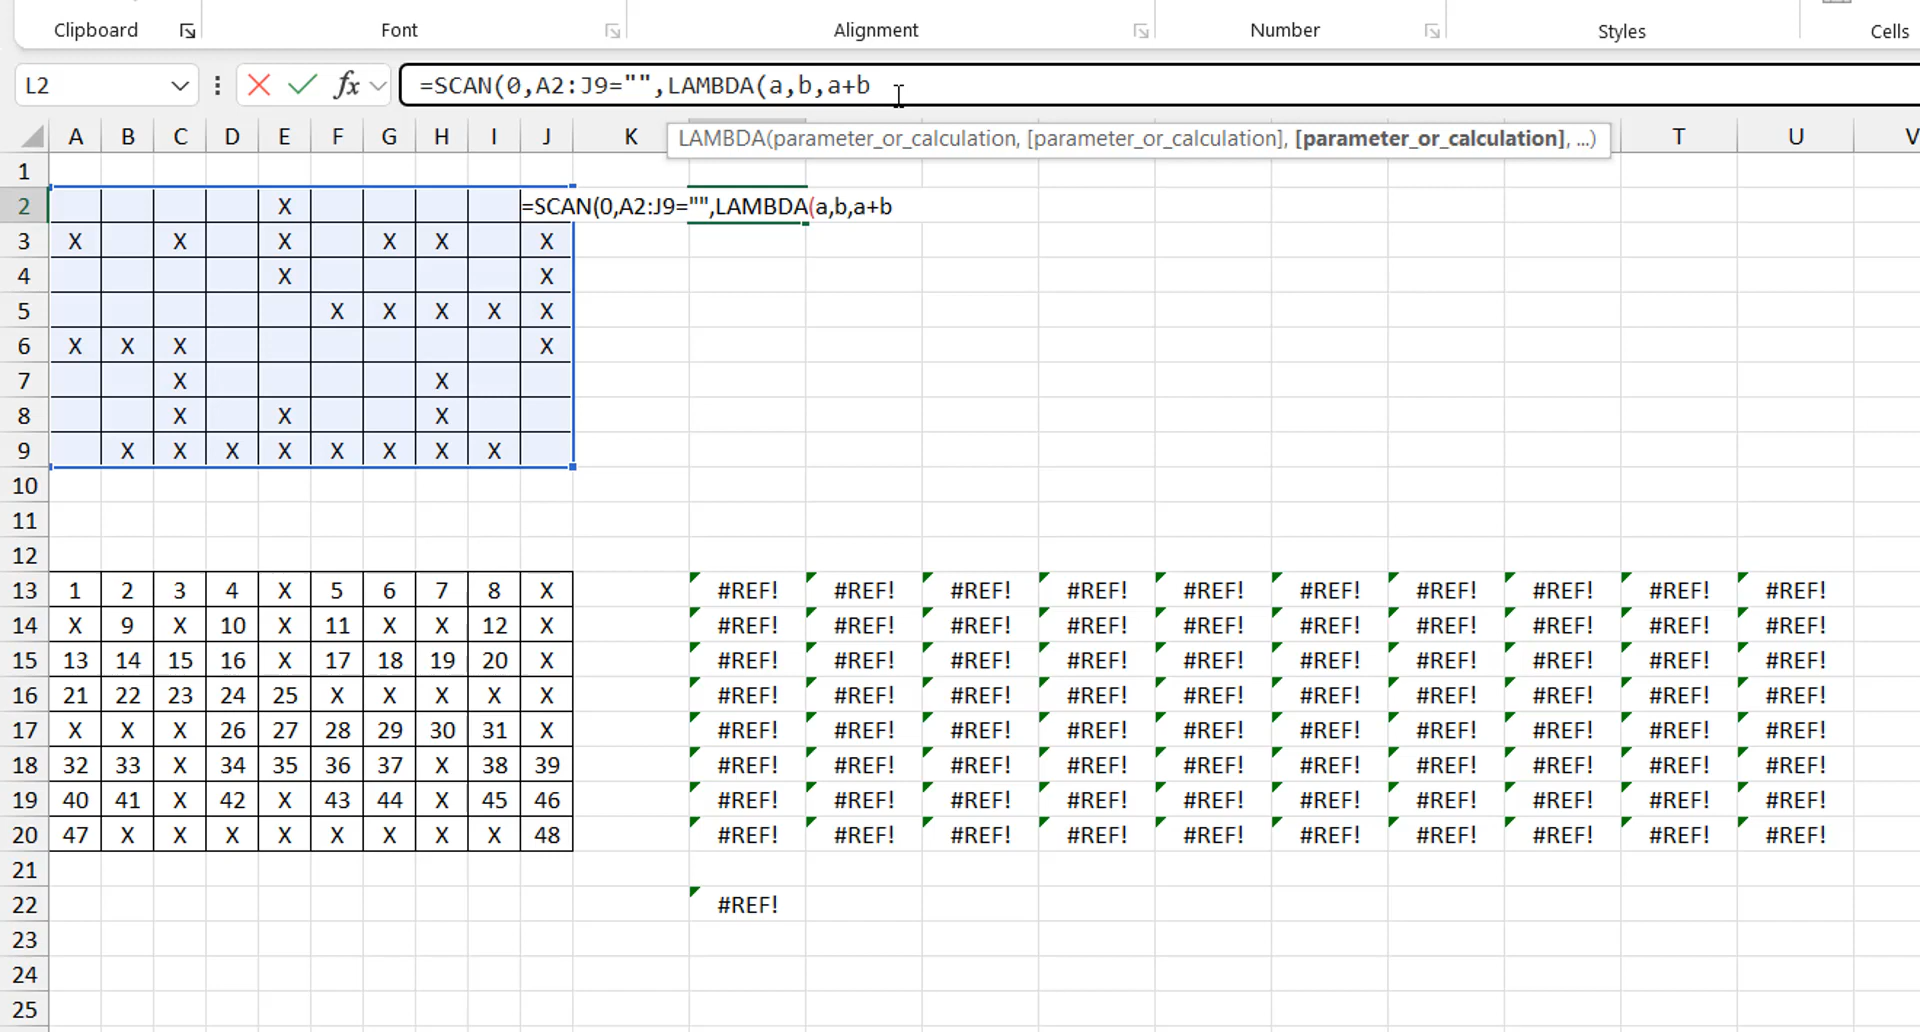 Clipboard Font Alignment Number Styles Cells
L2 fx =SCAN(0,A2:J9="",LAMBDA(a,b,a+b
A B C D E F G H I J K T U V
LAMBDA(parameter_or_calculation, [parameter_or_calculation], [parameter_or_calculation], ...)
1
2 X =SCAN(0,A2:J9="",LAMBDA(a,b,a+b
3 X X X X X X
4 X X
5 X X X X X
6 X X X X
7 X X
8 X X X
9 X X X X X X X X
10
11
12
13 1 2 3 4 X 5 6 7 8 X #REF! #REF! #REF! #REF! #REF! #REF! #REF! #REF! #REF! #REF!
14 X 9 X 10 X 11 X X 12 X #REF! #REF! #REF! #REF! #REF! #REF! #REF! #REF! #REF! #REF!
15 13 14 15 16 X 17 18 19 20 X #REF! #REF! #REF! #REF! #REF! #REF! #REF! #REF! #REF! #REF!
16 21 22 23 24 25 X X X X X #REF! #REF! #REF! #REF! #REF! #REF! #REF! #REF! #REF! #REF!
17 X X X 26 27 28 29 30 31 X #REF! #REF! #REF! #REF! #REF! #REF! #REF! #REF! #REF! #REF!
18 32 33 X 34 35 36 37 X 38 39 #REF! #REF! #REF! #REF! #REF! #REF! #REF! #REF! #REF! #REF!
19 40 41 X 42 X 43 44 X 45 46 #REF! #REF! #REF! #REF! #REF! #REF! #REF! #REF! #REF! #REF!
20 47 X X X X X X X X 48 #REF! #REF! #REF! #REF! #REF! #REF! #REF! #REF! #REF! #REF!
21
22 #REF!
23
24
25